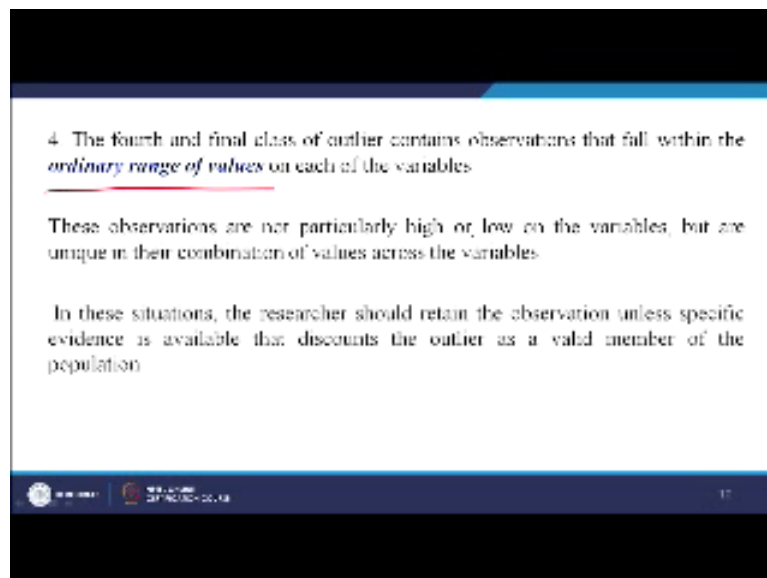 4. The fourth and final class of outlier contains observations that fall within the
ordinary range of values on each of the variables
These observations are not particularly high or low on the variables, but are
unique in their combination of values across the variables
In these situations, the researcher should retain the observation unless specific
evidence is available that discounts the outlier as a valid member of the
population
CERTIFICATION COURSE